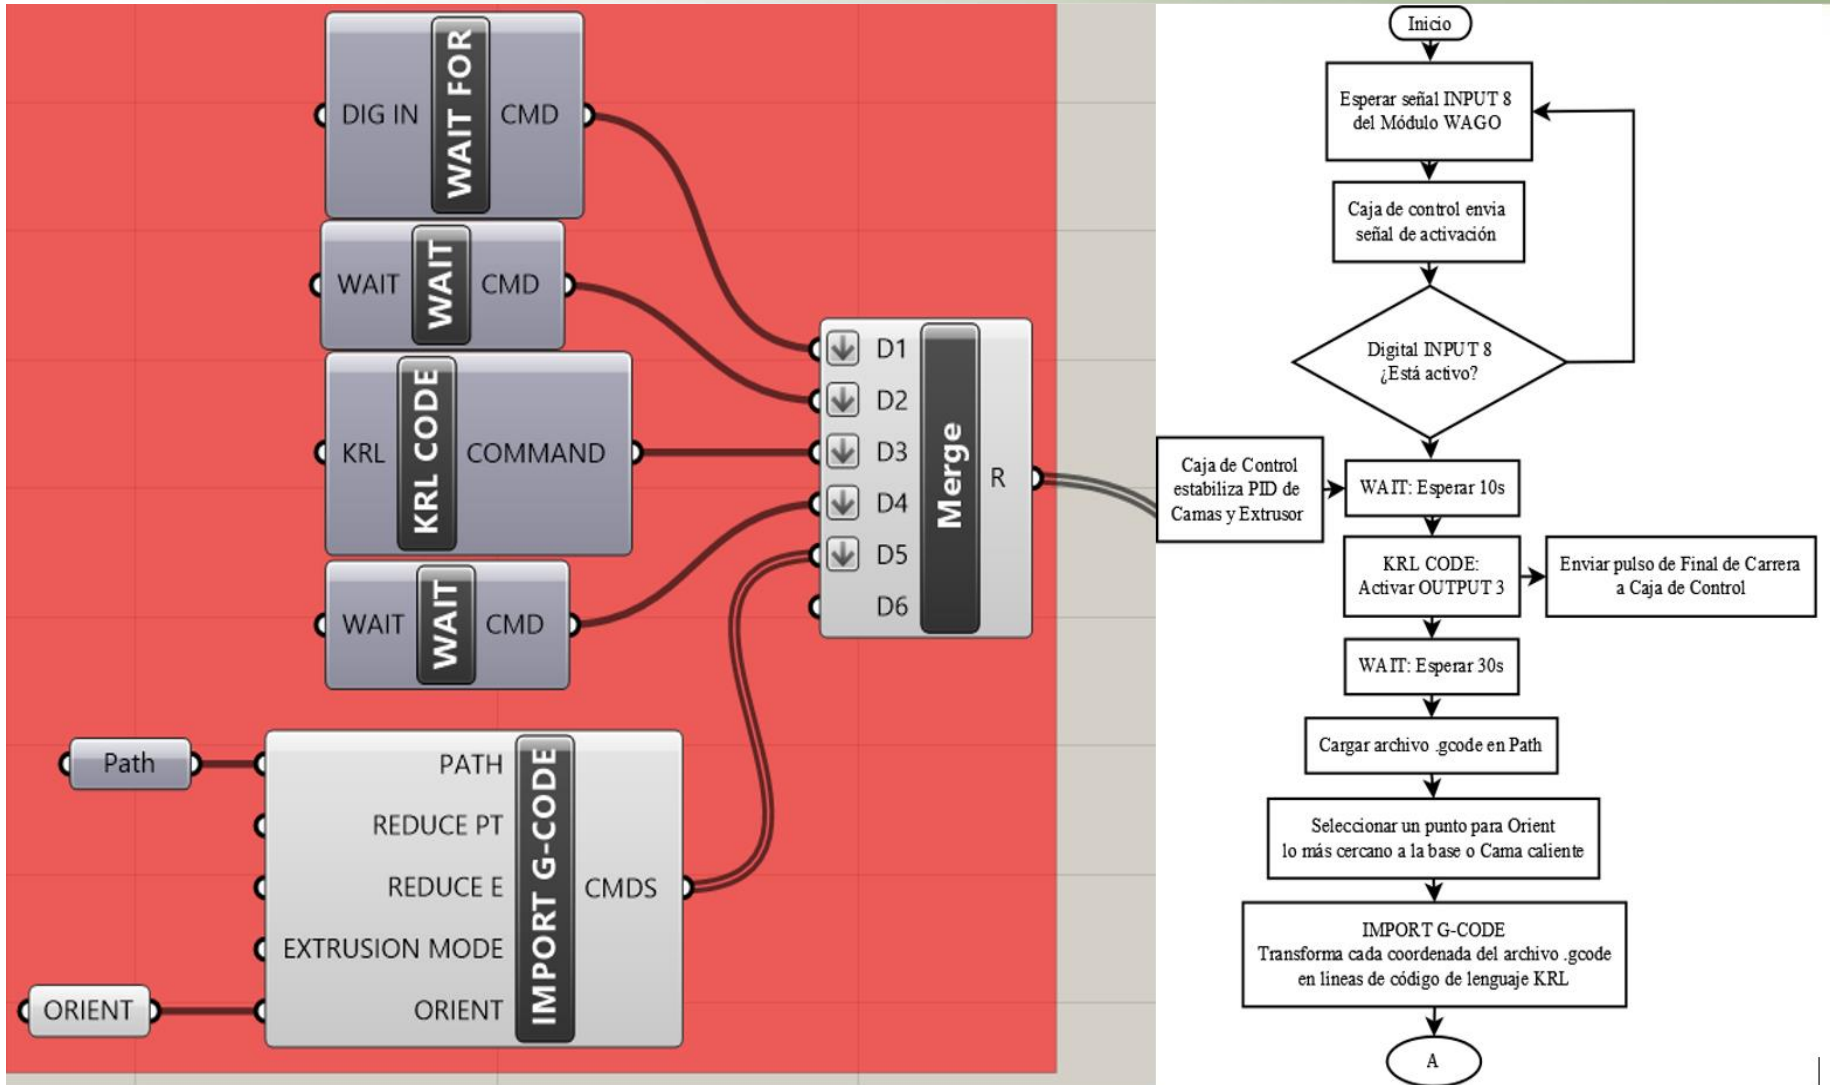 DIG IN
WAIT FOR
CMD
WAIT
WAIT
CMD
KRL
KRL CODE
COMMAND
WAIT
WAIT
CMD
Path
PATH
REDUCE PT
REDUCE E
EXTRUSION MODE
ORIENT
ORIENT
IMPORT G-CODE
CMDS
D1
D2
D3
D4
D5
D6
Merge
R
Inicio
Esperar señal INPUT 8
del Módulo WAGO
Caja de control envia
señal de activación
Digital INPUT 8
¿Está activo?
Caja de Control
estabiliza PID de
Camas y Extrusor
WAIT: Esperar 10s
KRL CODE:
Activar OUTPUT 3
Enviar pulso de Final de Carrera
a Caja de Control
WAIT: Esperar 30s
Cargar archivo .gcode en Path
Seleccionar un punto para Orient
lo más cercano a la base o Cama caliente
IMPORT G-CODE
Transforma cada coordenada del archivo .gcode
en líneas de código de lenguaje KRL
A